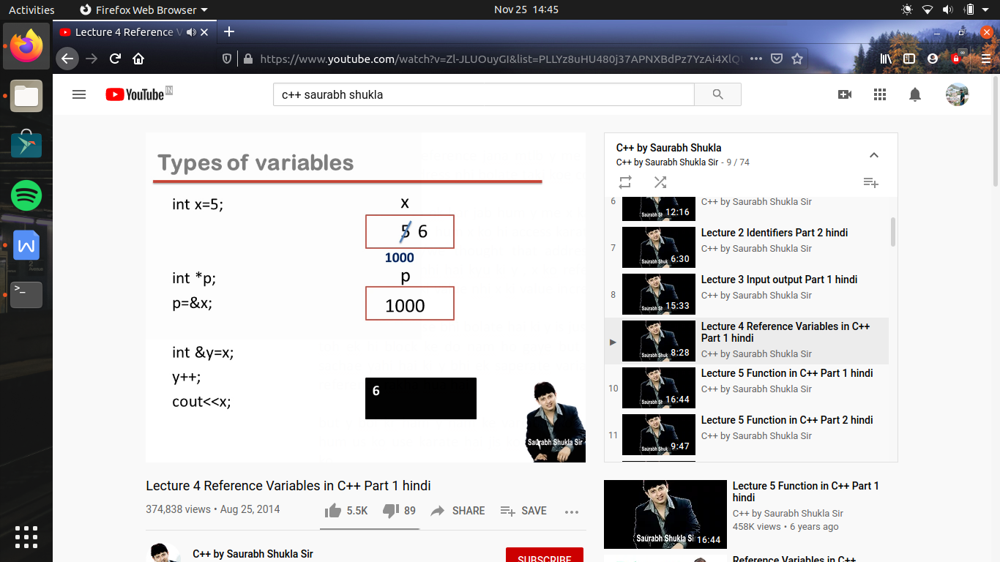 Activities
Firefox Web Browser
Nov 25 14:45
Lecture 4 Reference V
https://www.youtube.com/watch?v=Zl-JLUOuyGI&list=PLLYz8uHU480j37APNXBdPz7YzAi4XlQU
YouTube IN
c++ saurabh shukla
Types of variables
int x=5;
x
5 6
1000
int *p;
p
p=&x;
1000
int &y=x;
y++;
6
cout<<x;
Saurabh Shukla Sir
C++ by Saurabh Shukla
C++ by Saurabh Shukla Sir - 9 / 74
6
12:16
C++ by Saurabh Shukla Sir
7
6:30
Lecture 2 Identifiers Part 2 hindi
C++ by Saurabh Shukla Sir
8
15:33
Lecture 3 Input output Part 1 hindi
C++ by Saurabh Shukla Sir
8:28
Lecture 4 Reference Variables in C++
Part 1 hindi
C++ by Saurabh Shukla Sir
10
16:44
Lecture 5 Function in C++ Part 1 hindi
C++ by Saurabh Shukla Sir
11
9:47
Lecture 5 Function in C++ Part 2 hindi
C++ by Saurabh Shukla Sir
Lecture 4 Reference Variables in C++ Part 1 hindi
374,838 views • Aug 25, 2014
5.5K
89
SHARE
SAVE
C++ by Saurabh Shukla Sir
SUBSCRIBE
Saurabh Shukla Si
16:44
Lecture 5 Function in C++ Part 1
hindi
C++ by Saurabh Shukla Sir
458K views • 6 years ago
Reference Variables in C++